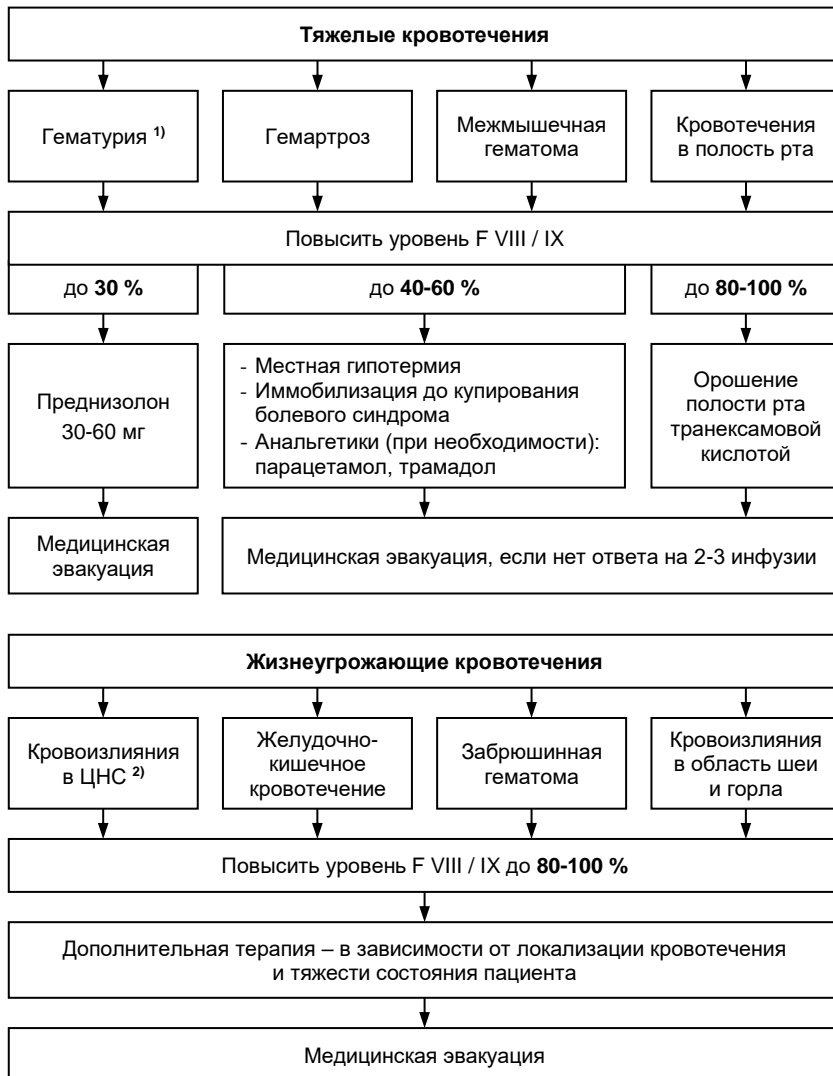 Тяжелые кровотечения
Гематурия ¹⁾
Гемартроз
Межмышечная
гематома
Кровотечения
в полость рта
Повысить уровень F VIII / IX
до 30 %
до 40-60 %
до 80-100 %
Преднизолон
30-60 мг
- Местная гипотермия
- Иммобилизация до купирования
болевого синдрома
- Анальгетики (при необходимости):
парацетамол, трамадол
Орошение
полости рта
транексамовой
кислотой
Медицинская
эвакуация
Медицинская эвакуация, если нет ответа на 2-3 инфузии
Жизнеугрожающие кровотечения
Кровоизлияния
в ЦНС ²⁾
Желудочно-
кишечное
кровотечение
Забрюшинная
гематома
Кровоизлияния
в область шеи
и горла
Повысить уровень F VIII / IX до 80-100 %
Дополнительная терапия – в зависимости от локализации кровотечения
и тяжести состояния пациента
Медицинская эвакуация